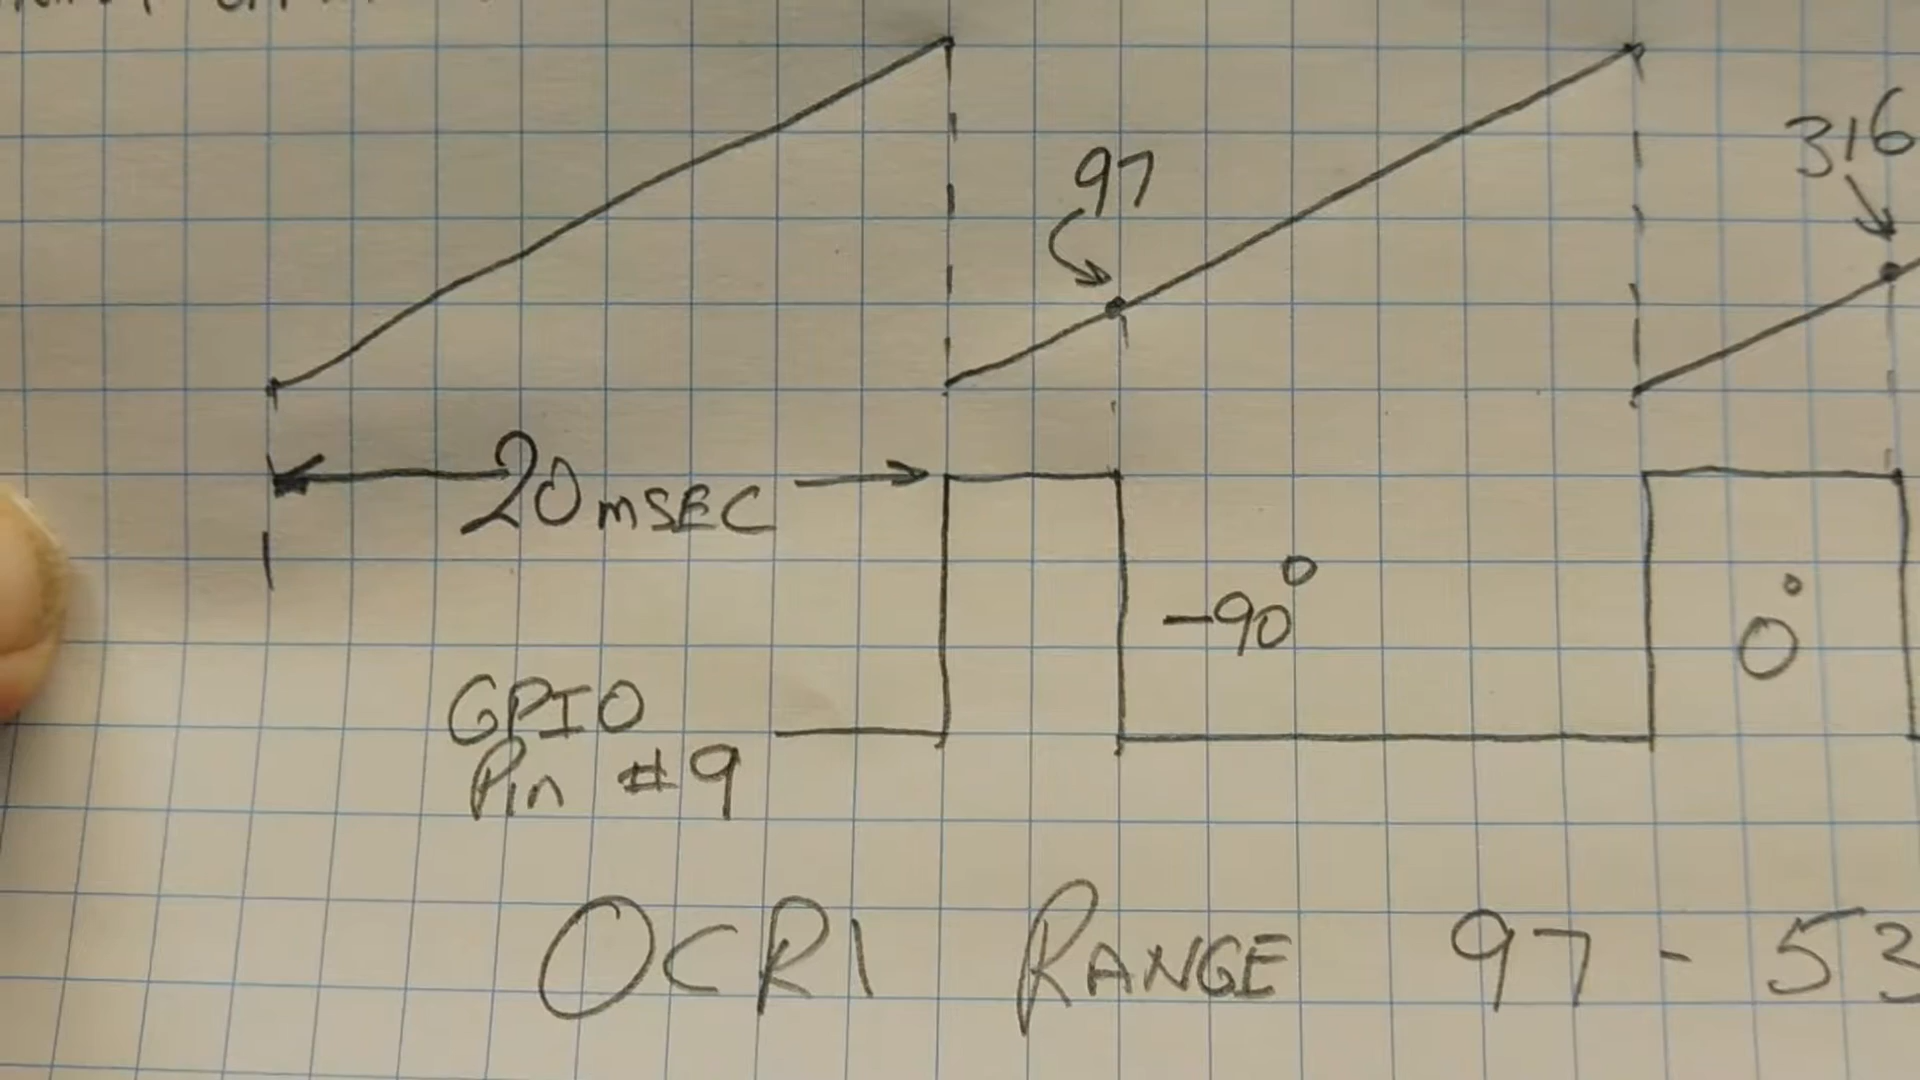 97
316
20mSEC
-90°
0°
GPIO
Pin #9
OCR1 RANGE 97 - 53